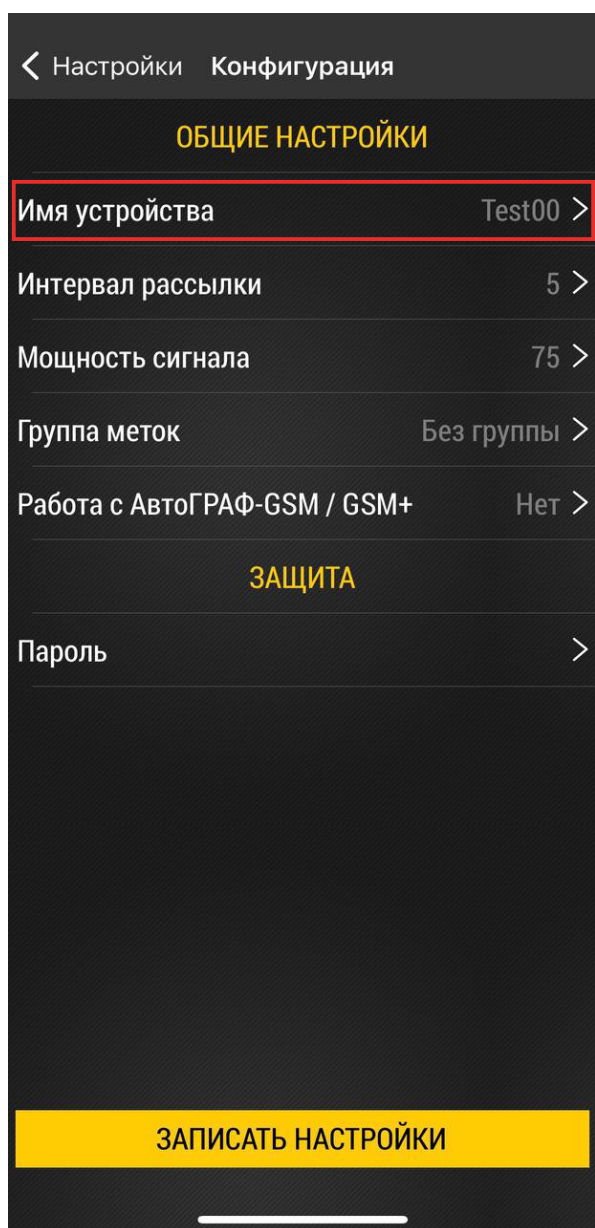 Настройки Конфигурация
ОБЩИЕ НАСТРОЙКИ
Имя устройства Test00
Интервал рассылки 5
Мощность сигнала 75
Группа меток Без группы
Работа с АвтоГРАФ-GSM / GSM+ Нет
ЗАЩИТА
Пароль
ЗАПИСАТЬ НАСТРОЙКИ